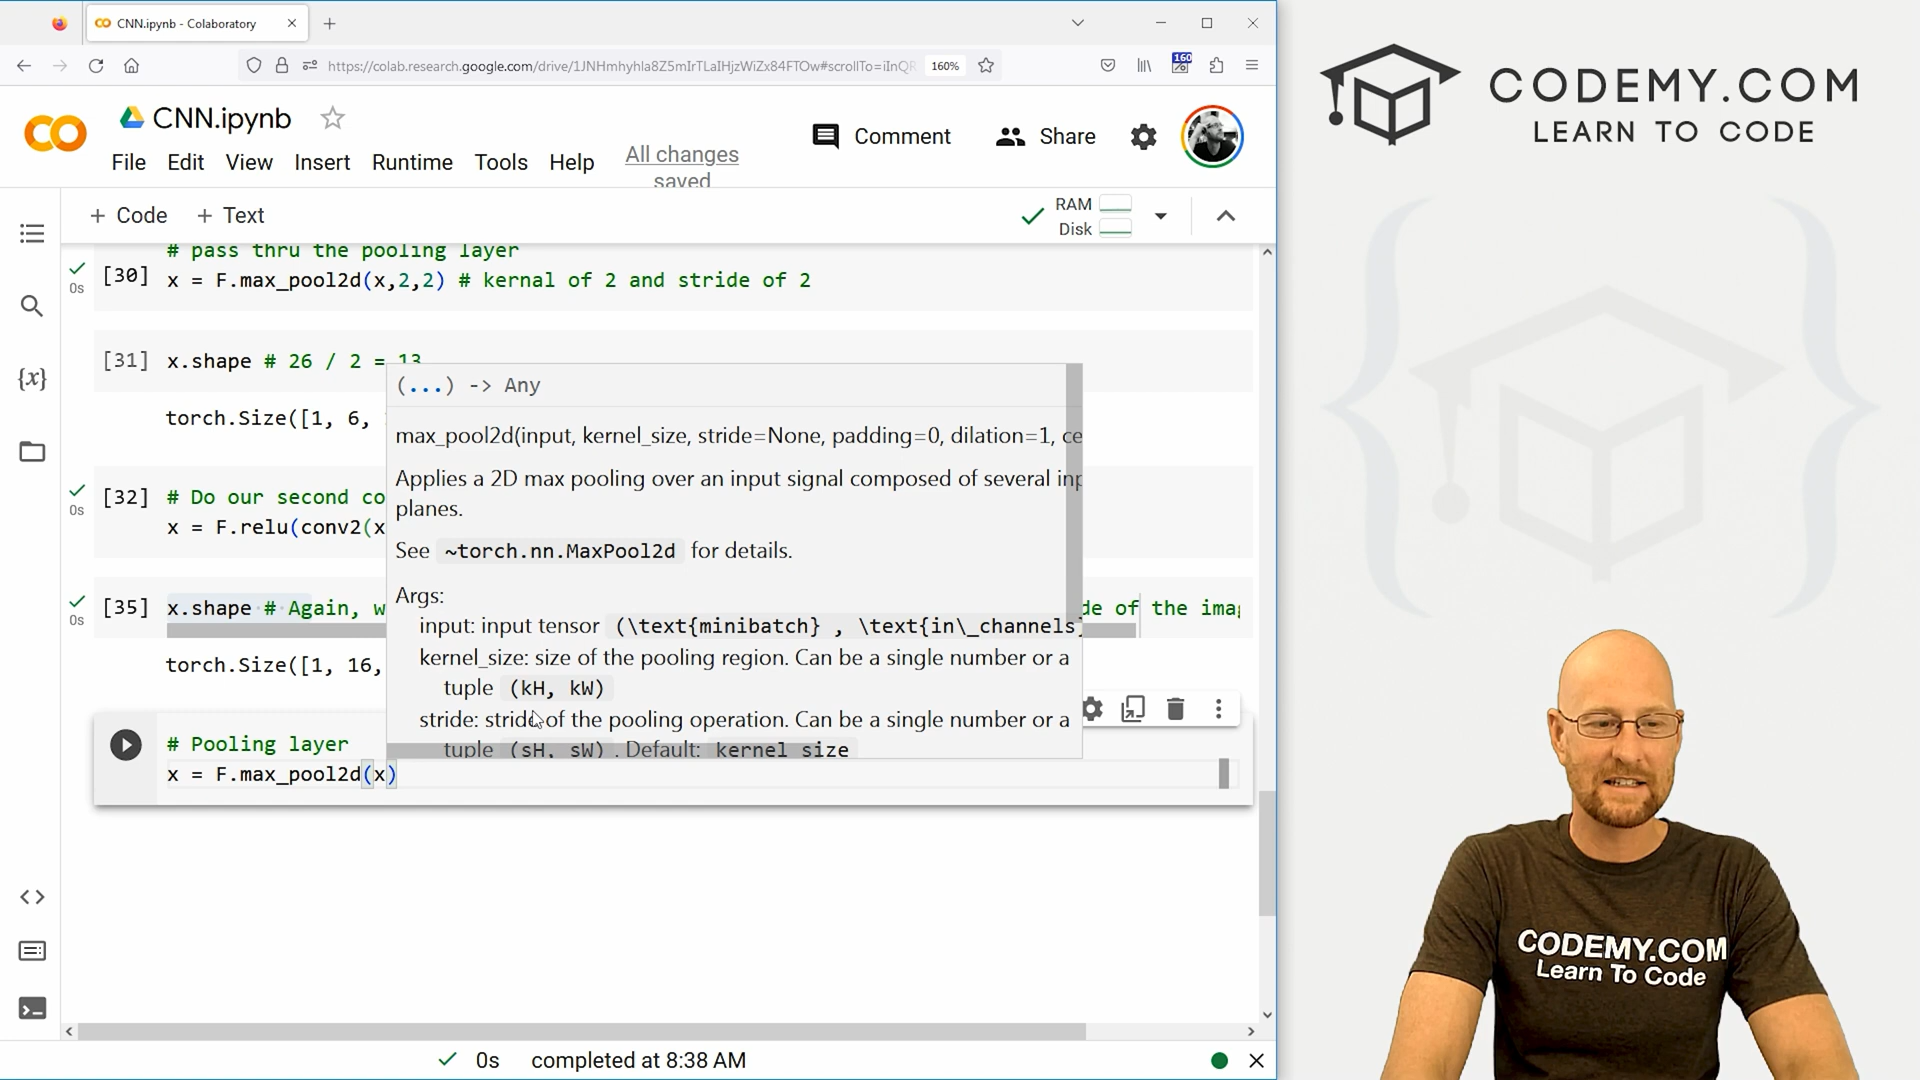 CNN.ipynb - Colaboratory
https://colab.research.google.com/drive/1JNHmhyhla8Z5mIrTLaIHjzWiZx84FTOw#scrollTo=iInQR
160%
160
CNN.ipynb
File Edit View Insert Runtime Tools Help
All changes
saved
Comment
Share
+ Code + Text
RAM
Disk
# pass thru the pooling layer
[30] x = F.max_pool2d(x,2,2) # kernal of 2 and stride of 2
0s
[31] x.shape # 26 / 2 = 13
torch.Size([1, 6,
[32] # Do our second co
0s
x = F.relu(conv2(x
[35] x.shape # Again, w
de of the imag
0s
torch.Size([1, 16,
(...) -> Any
max_pool2d(input, kernel_size, stride=None, padding=0, dilation=1, ce
Applies a 2D max pooling over an input signal composed of several inp
planes.
See ~torch.nn.MaxPool2d for details.
Args:
input: input tensor (\text{minibatch} , \text{in\_channels}
kernel_size: size of the pooling region. Can be a single number or a
tuple (kH, kW)
stride: stride of the pooling operation. Can be a single number or a
tuple (sH, sW) . Default: kernel_size
# Pooling layer
x = F.max_pool2d(x)
0s completed at 8:38 AM
CODEMY.COM
LEARN TO CODE
CODEMY.COM
Learn To Code